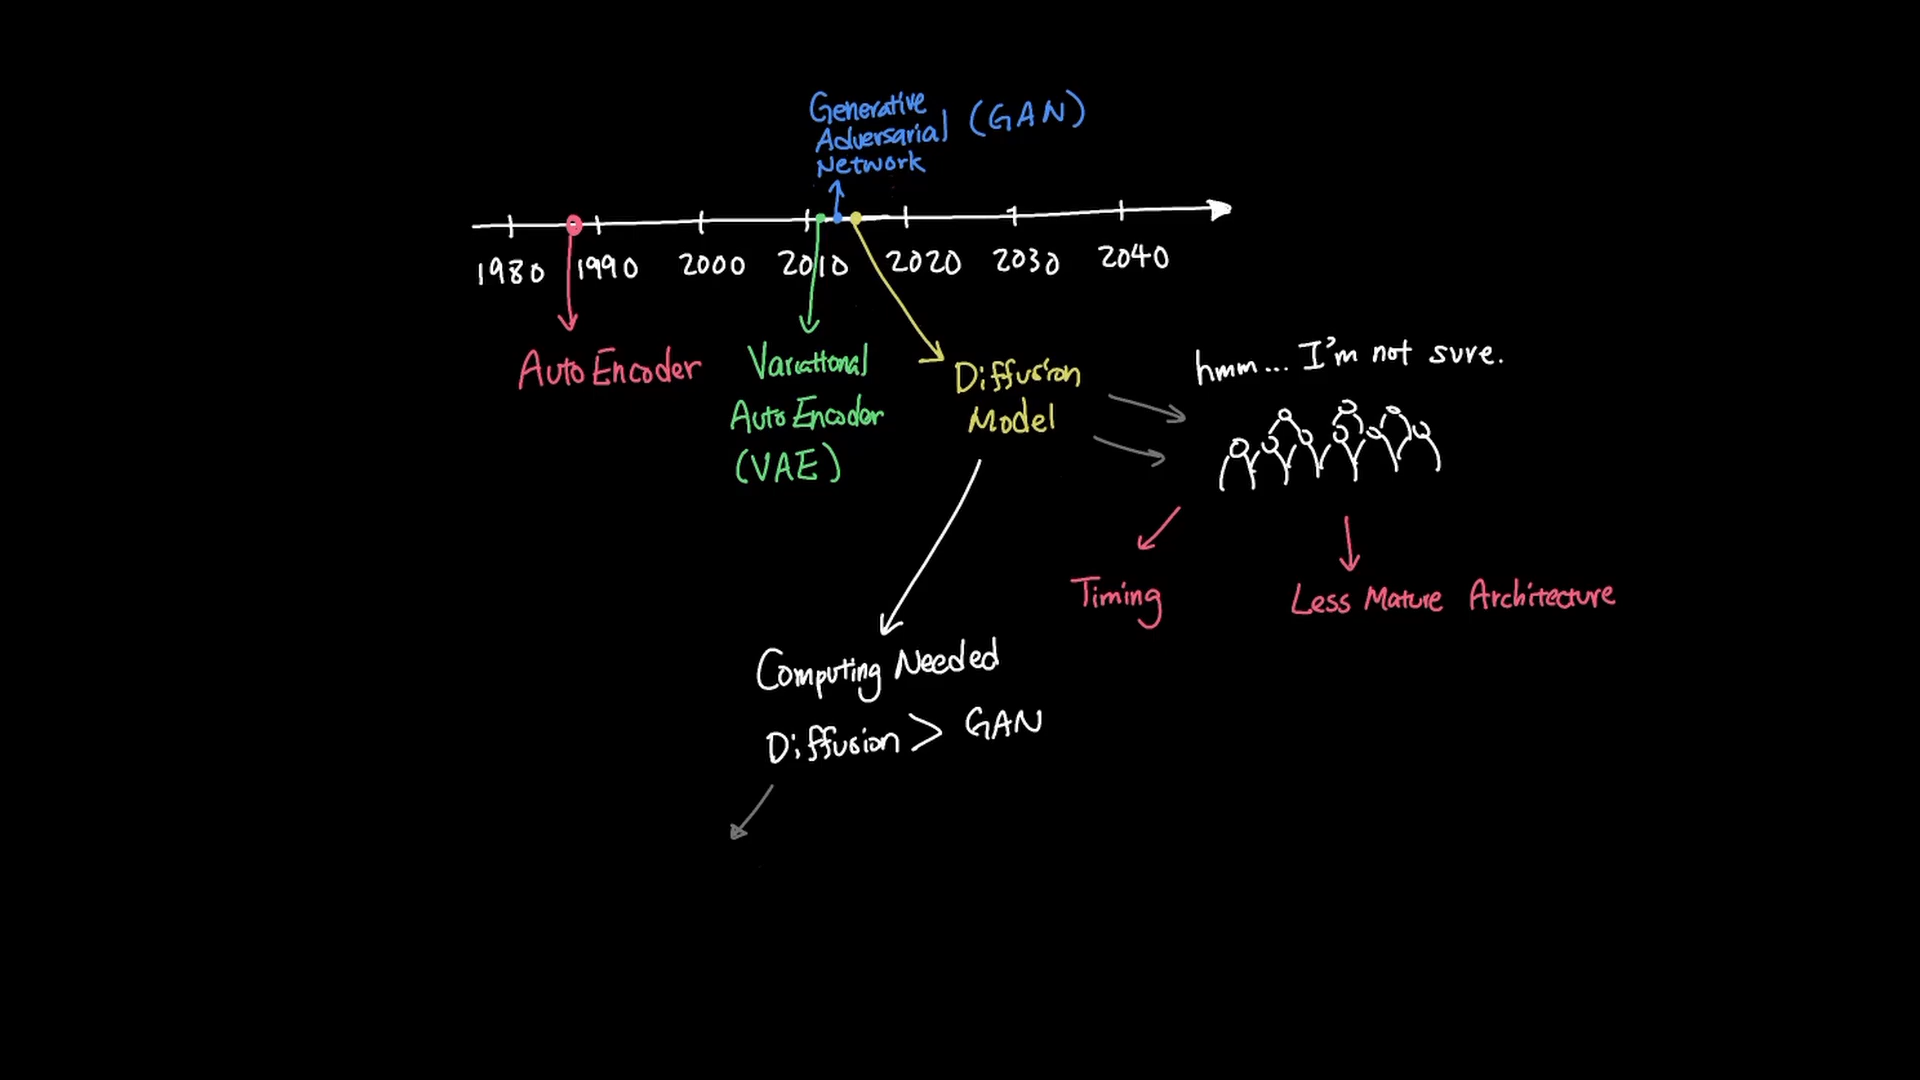 Generative
Adversarial (GAN)
Network
1980 1990 2000 2010 2020 2030 2040
Auto Encoder
Variational
Auto Encoder
(VAE)
Diffusion
Model
hmm... I'm not sure.
Timing
Less Mature Architecture
Computing Needed
Diffusion > GAN